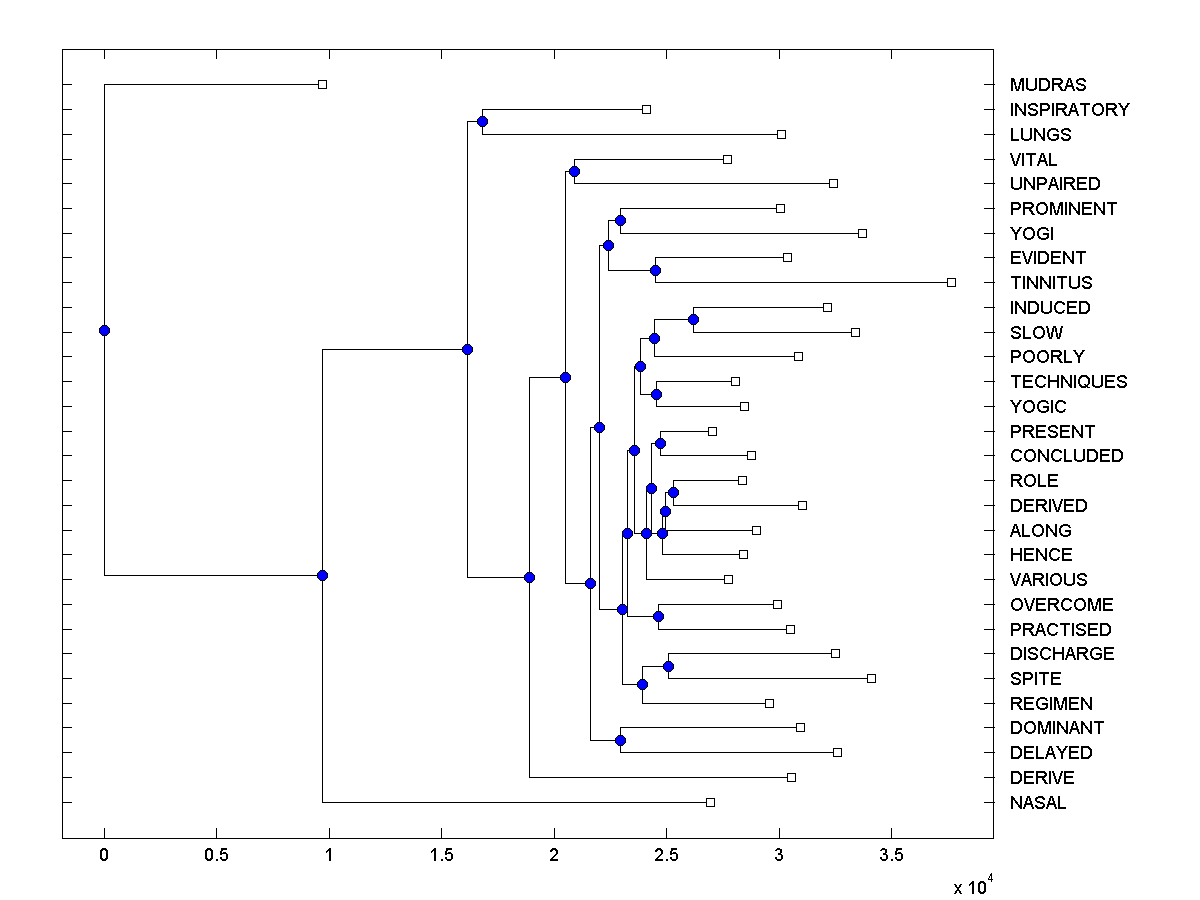 MUDRAS
INSPIRATORY
LUNGS
VITAL
UNPAIRED
PROMINENT
YOGI
EVIDENT
TINNITUS
INDUCED
SLOW
POORLY
TECHNIQUES
YOGIC
PRESENT
CONCLUDED
ROLE
DERIVED
ALONG
HENCE
VARIOUS
OVERCOME
PRACTISED
DISCHARGE
SPITE
REGIMEN
DOMINANT
DELAYED
DERIVE
NASAL
0 0.5 1 1.5 2 2.5 3 3.5
x 10^4